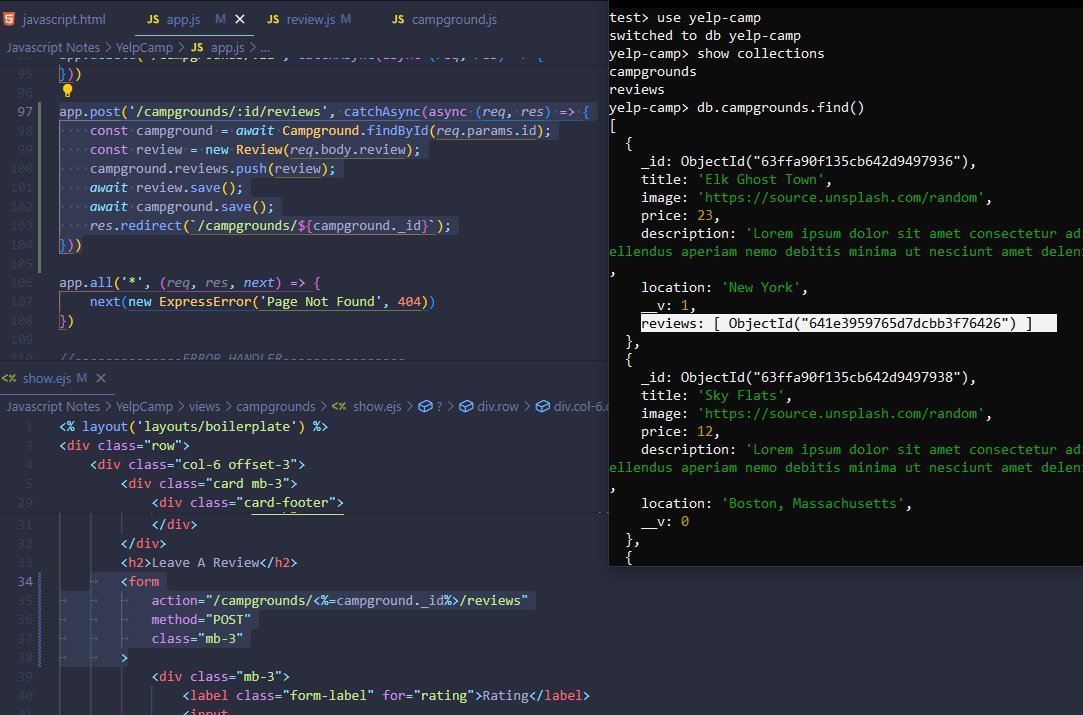 javascript.html JS app.js M JS review.js M JS campground.js
Javascript Notes > YelpCamp > JS app.js > ...
95 }))
96
97 app.post('/campgrounds/:id/reviews', catchAsync(async (req, res) => {
98 const campground = await Campground.findById(req.params.id);
99 const review = new Review(req.body.review);
100 campground.reviews.push(review);
101 await review.save();
102 await campground.save();
103 res.redirect(`/campgrounds/${campground._id}`);
104 }))
105
106 app.all('*', (req, res, next) => {
107 next(new ExpressError('Page Not Found', 404))
108 })
109
110 //--------------ERROR HANDLER----------------
<% show.ejs M
Javascript Notes > YelpCamp > views > campgrounds > <% show.ejs > ? > div.row > div.col-6.
1 <% layout('layouts/boilerplate') %>
3 <div class="row">
4 <div class="col-6 offset-3">
5 <div class="card mb-3">
29 <div class="card-footer">
31 </div>
32 </div>
33 <h2>Leave A Review</h2>
34 <form
35 action="/campgrounds/<%=campground._id%>/reviews"
36 method="POST"
37 class="mb-3"
38 >
39 <div class="mb-3">
40 <label class="form-label" for="rating">Rating</label>
41 <input
test> use yelp-camp
switched to db yelp-camp
yelp-camp> show collections
campgrounds
reviews
yelp-camp> db.campgrounds.find()
[
{
_id: ObjectId("63ffa90f135cb642d9497936"),
title: 'Elk Ghost Town',
image: 'https://source.unsplash.com/random',
price: 23,
description: 'Lorem ipsum dolor sit amet consectetur ad
ellendus aperiam nemo debitis minima ut nesciunt amet delen
,
location: 'New York',
__v: 1,
reviews: [ ObjectId("641e3959765d7dcbb3f76426") ]
},
{
_id: ObjectId("63ffa90f135cb642d9497938"),
title: 'Sky Flats',
image: 'https://source.unsplash.com/random',
price: 12,
description: 'Lorem ipsum dolor sit amet consectetur ad
ellendus aperiam nemo debitis minima ut nesciunt amet delen
,
location: 'Boston, Massachusetts',
__v: 0
},
{